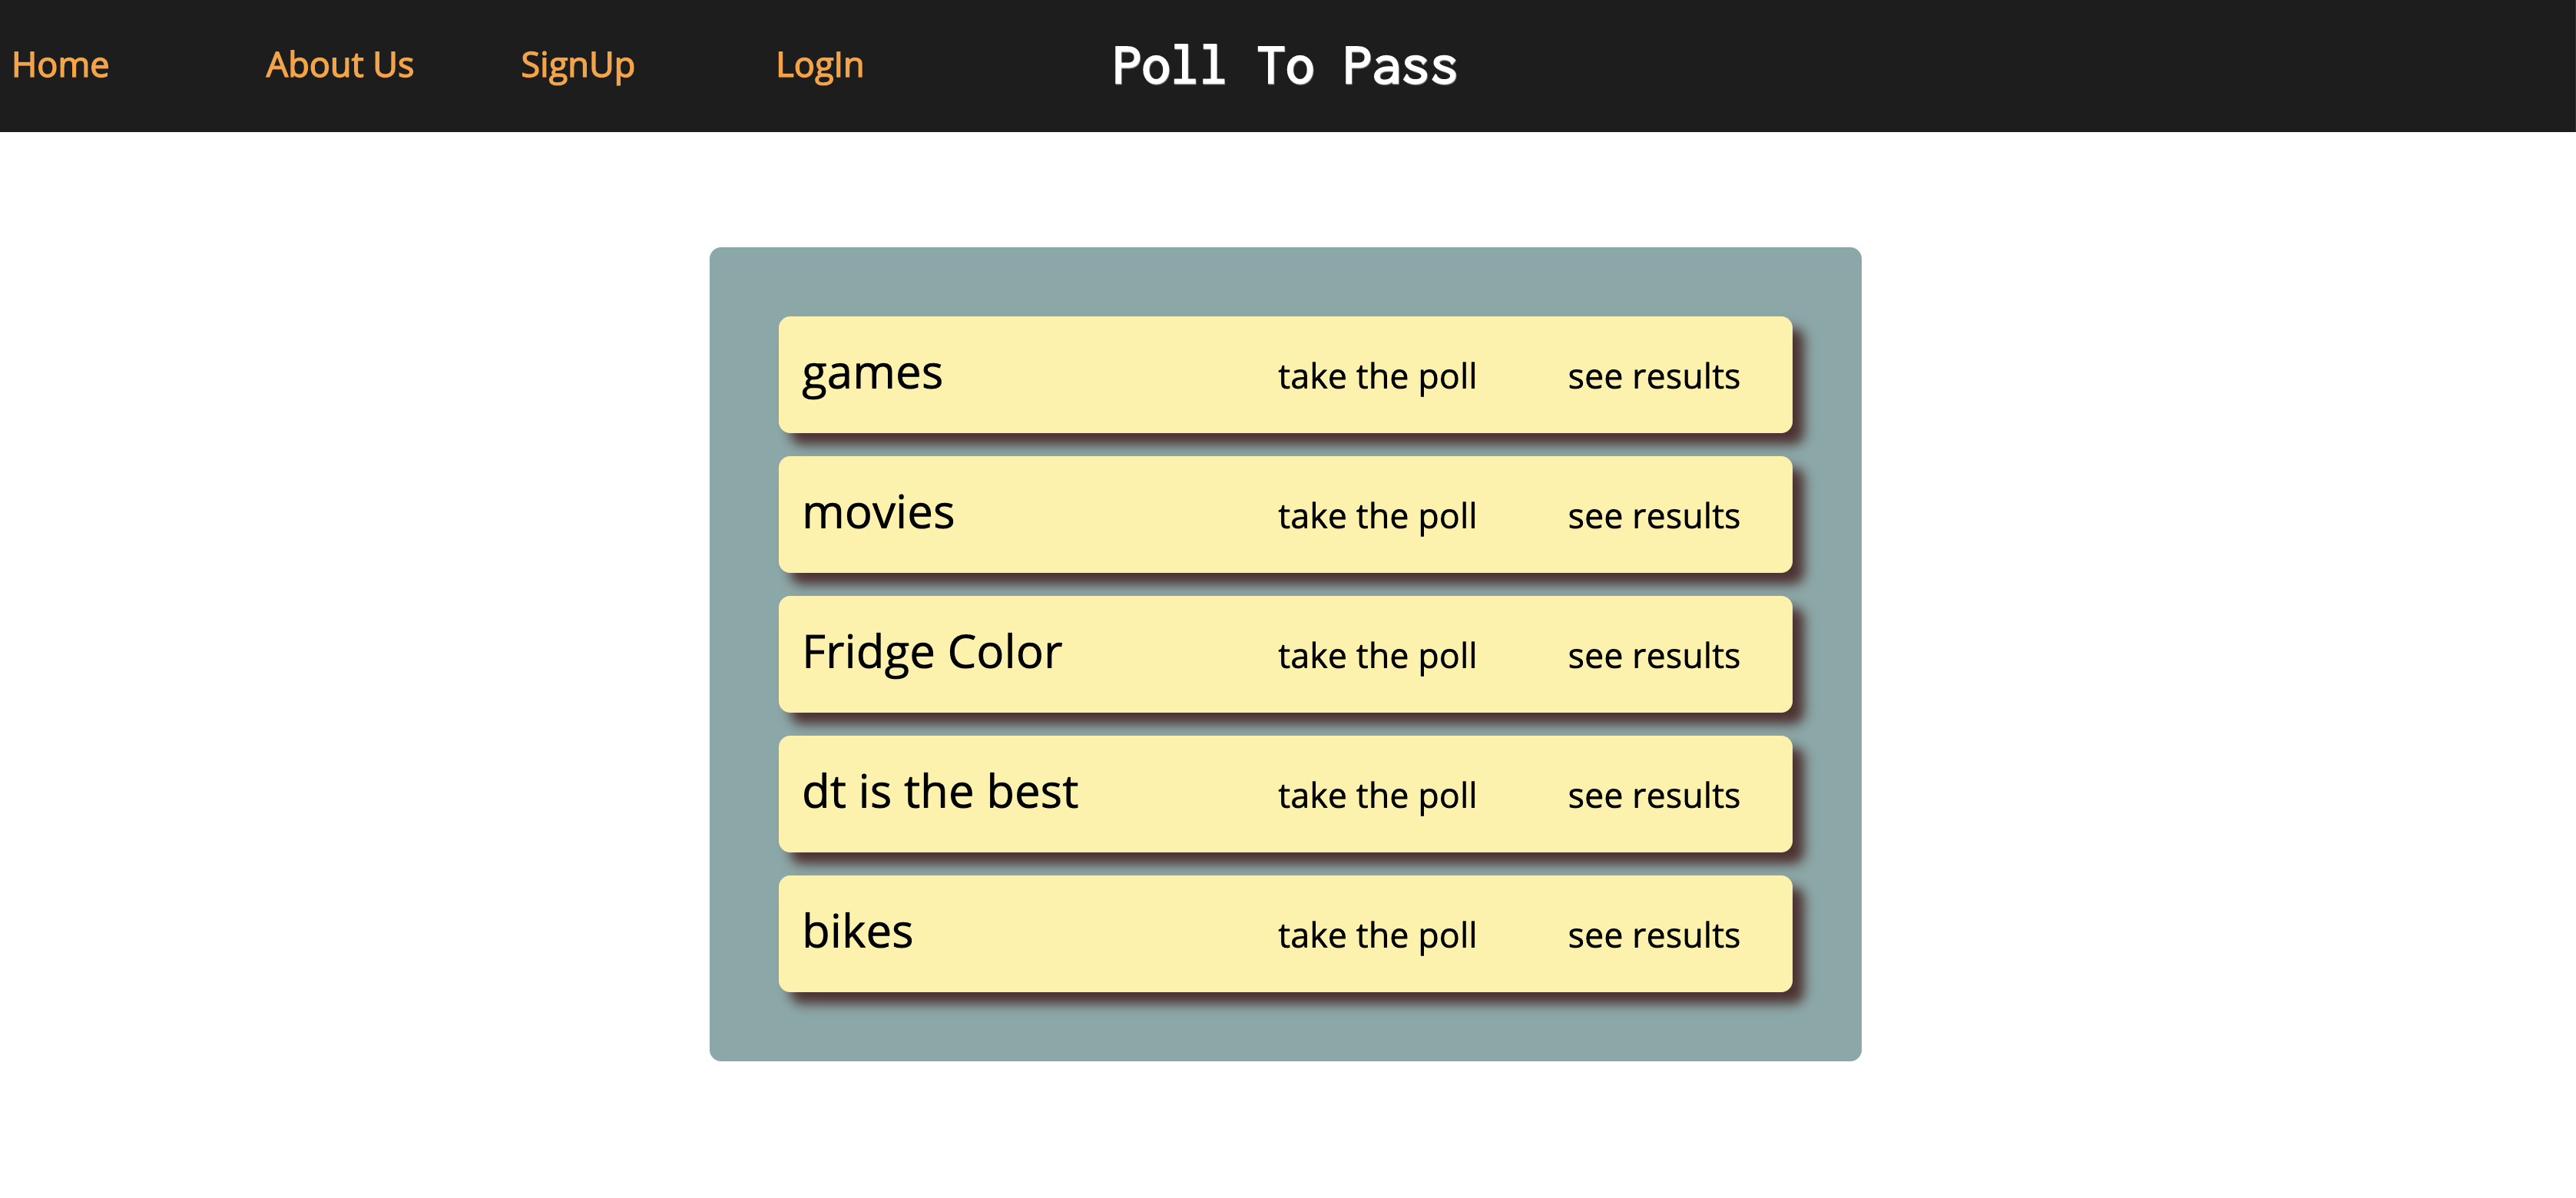 Home About Us SignUp LogIn Poll To Pass
games take the poll see results
movies take the poll see results
Fridge Color take the poll see results
dt is the best take the poll see results
bikes take the poll see results